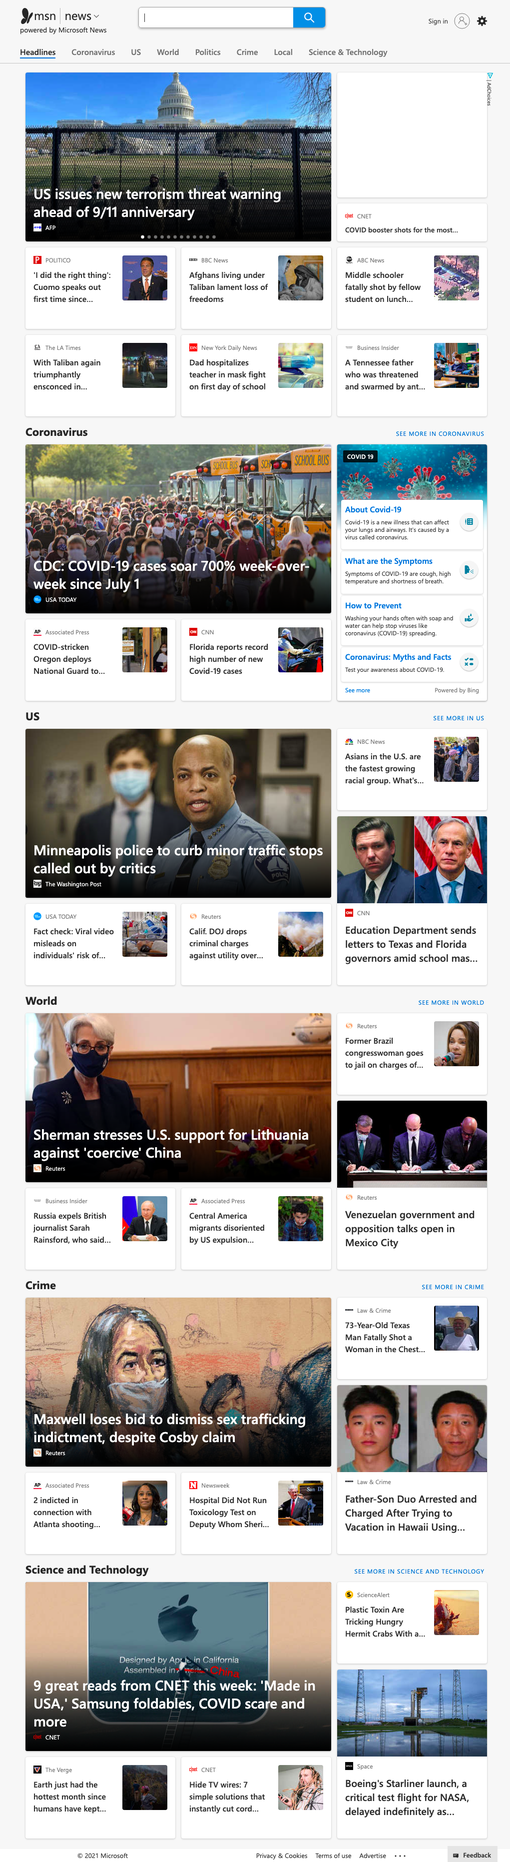 msn news
powered by Microsoft News
Sign in
Headlines Coronavirus US World Politics Crime Local Science & Technology
AdChoices
US issues new terrorism threat warning
ahead of 9/11 anniversary
AFP
CNET
COVID booster shots for the most...
POLITICO
'I did the right thing':
Cuomo speaks out
first time since...
BBC News
Afghans living under
Taliban lament loss of
freedoms
ABC News
Middle schooler
fatally shot by fellow
student on lunch...
The LA Times
With Taliban again
triumphantly
ensconced in...
New York Daily News
Dad hospitalizes
teacher in mask fight
on first day of school
Business Insider
A Tennessee father
who was threatened
and swarmed by ant...
Coronavirus
SEE MORE IN CORONAVIRUS
SCHOOL BUS
CDC: COVID-19 cases soar 700% week-over-
week since July 1
USA TODAY
COVID 19
About Covid-19
Covid-19 is a new illness that can affect
your lungs and airways. It's caused by a
virus called coronavirus.
What are the Symptoms
Symptoms of COVID-19 are cough, high
temperature and shortness of breath.
How to Prevent
Washing your hands often with soap and
water can help stop viruses like
coronavirus (COVID-19) spreading.
Coronavirus: Myths and Facts
Test your awareness about COVID-19.
See more
Powered by Bing
Associated Press
COVID-stricken
Oregon deploys
National Guard to...
CNN
Florida reports record
high number of new
Covid-19 cases
US
SEE MORE IN US
Minneapolis police to curb minor traffic stops
called out by critics
The Washington Post
NBC News
Asians in the U.S. are
the fastest growing
racial group. What's...
CNN
Education Department sends
letters to Texas and Florida
governors amid school mas...
USA TODAY
Fact check: Viral video
misleads on
individuals' risk of...
Reuters
Calif. DOJ drops
criminal charges
against utility over...
World
SEE MORE IN WORLD
Sherman stresses U.S. support for Lithuania
against 'coercive' China
Reuters
Reuters
Former Brazil
congresswoman goes
to jail on charges of...
Reuters
Venezuelan government and
opposition talks open in
Mexico City
Business Insider
Russia expels British
journalist Sarah
Rainsford, who said...
Associated Press
Central America
migrants disoriented
by US expulsion...
Crime
SEE MORE IN CRIME
Maxwell loses bid to dismiss sex trafficking
indictment, despite Cosby claim
Reuters
Law & Crime
73-Year-Old Texas
Man Fatally Shot a
Woman in the Chest...
Law & Crime
Father-Son Duo Arrested and
Charged After Trying to
Vacation in Hawaii Using...
Associated Press
2 indicted in
connection with
Atlanta shooting...
Newsweek
Hospital Did Not Run
Toxicology Test on
Deputy Whom Sheri...
Science and Technology
SEE MORE IN SCIENCE AND TECHNOLOGY
Designed by Apple in California
Assembled in
9 great reads from CNET this week: 'Made in
USA,' Samsung foldables, COVID scare and
more
CNET
ScienceAlert
Plastic Toxin Are
Tricking Hungry
Hermit Crabs With a...
Space
Boeing's Starliner launch, a
critical test flight for NASA,
delayed indefinitely as...
The Verge
Earth just had the
hottest month since
humans have kept...
CNET
Hide TV wires: 7
simple solutions that
instantly cut cord...
© 2021 Microsoft
Privacy & Cookies Terms of use Advertise
Feedback